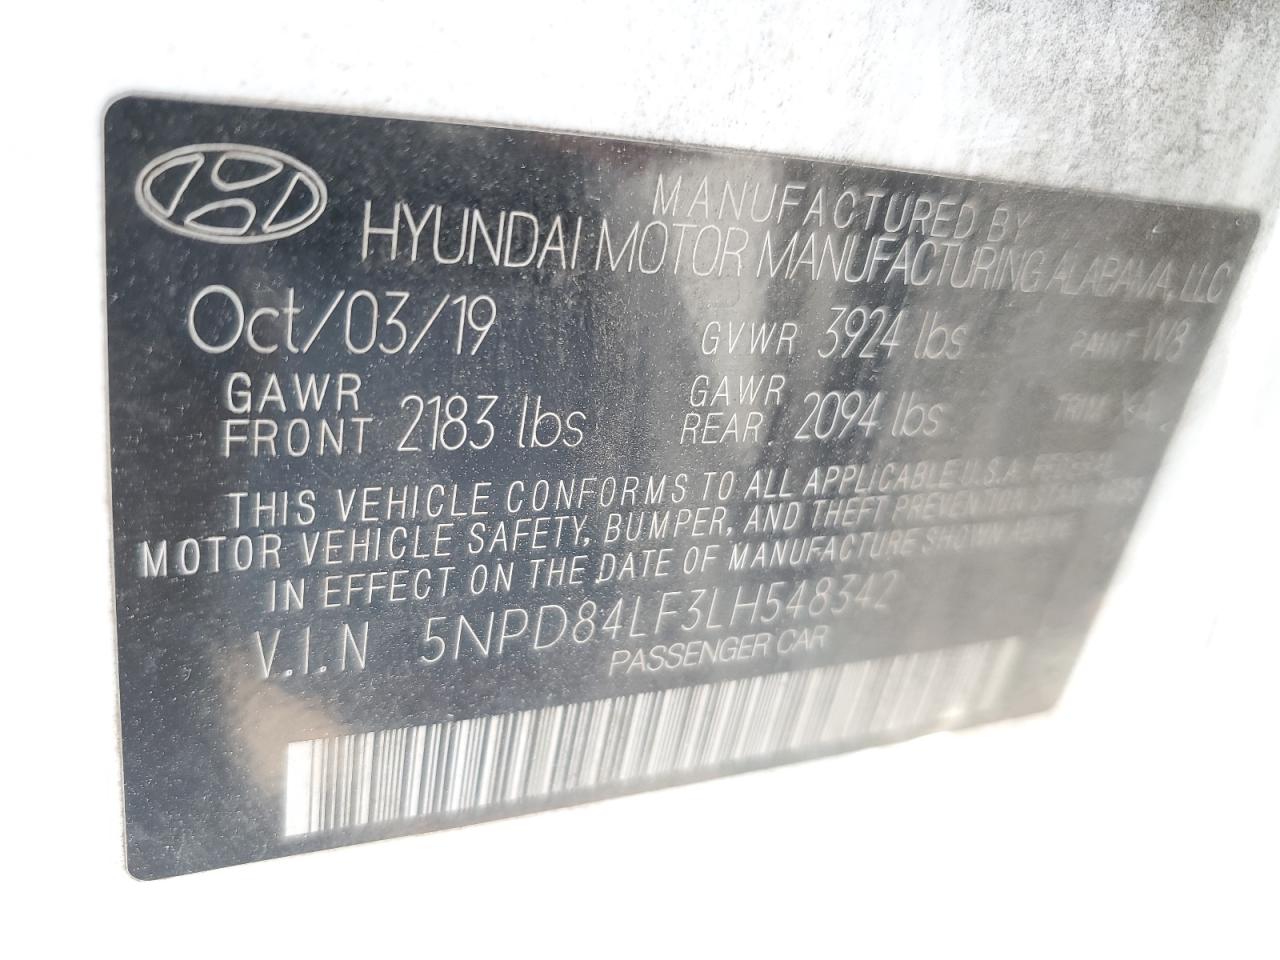 MANUFACTURED BY
HYUNDAI MOTOR MANUFACTURING ALABAMA, LLC
Oct/03/19 GVWR 3924 lbs PAINT W3
GAWR FRONT 2183 lbs GAWR REAR 2094 lbs TRIM
THIS VEHICLE CONFORMS TO ALL APPLICABLE U.S.A. FEDERAL
MOTOR VEHICLE SAFETY, BUMPER, AND THEFT PREVENTION STANDARDS
IN EFFECT ON THE DATE OF MANUFACTURE SHOWN ABOVE
V.I.N 5NPD84LF3LH548342
PASSENGER CAR